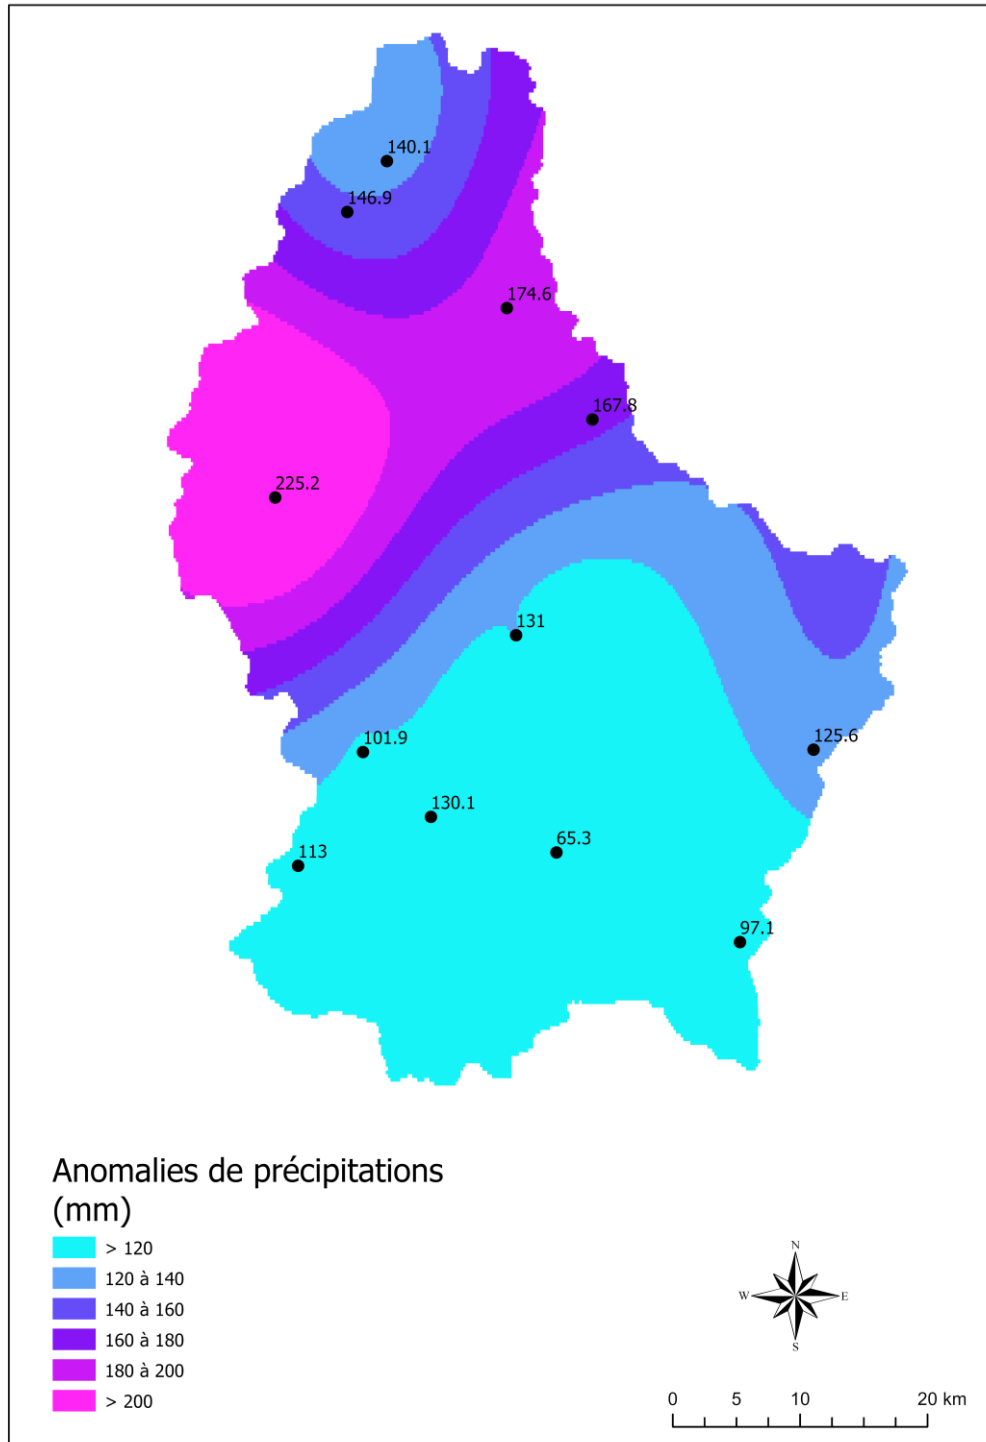 140.1
146.9
174.6
167.8
225.2
131
101.9
125.6
130.1
65.3
113
97.1
Anomalies de précipitations
(mm)
> 120
120 à 140
140 à 160
160 à 180
180 à 200
> 200
N
W E
S
0 5 10 20 km